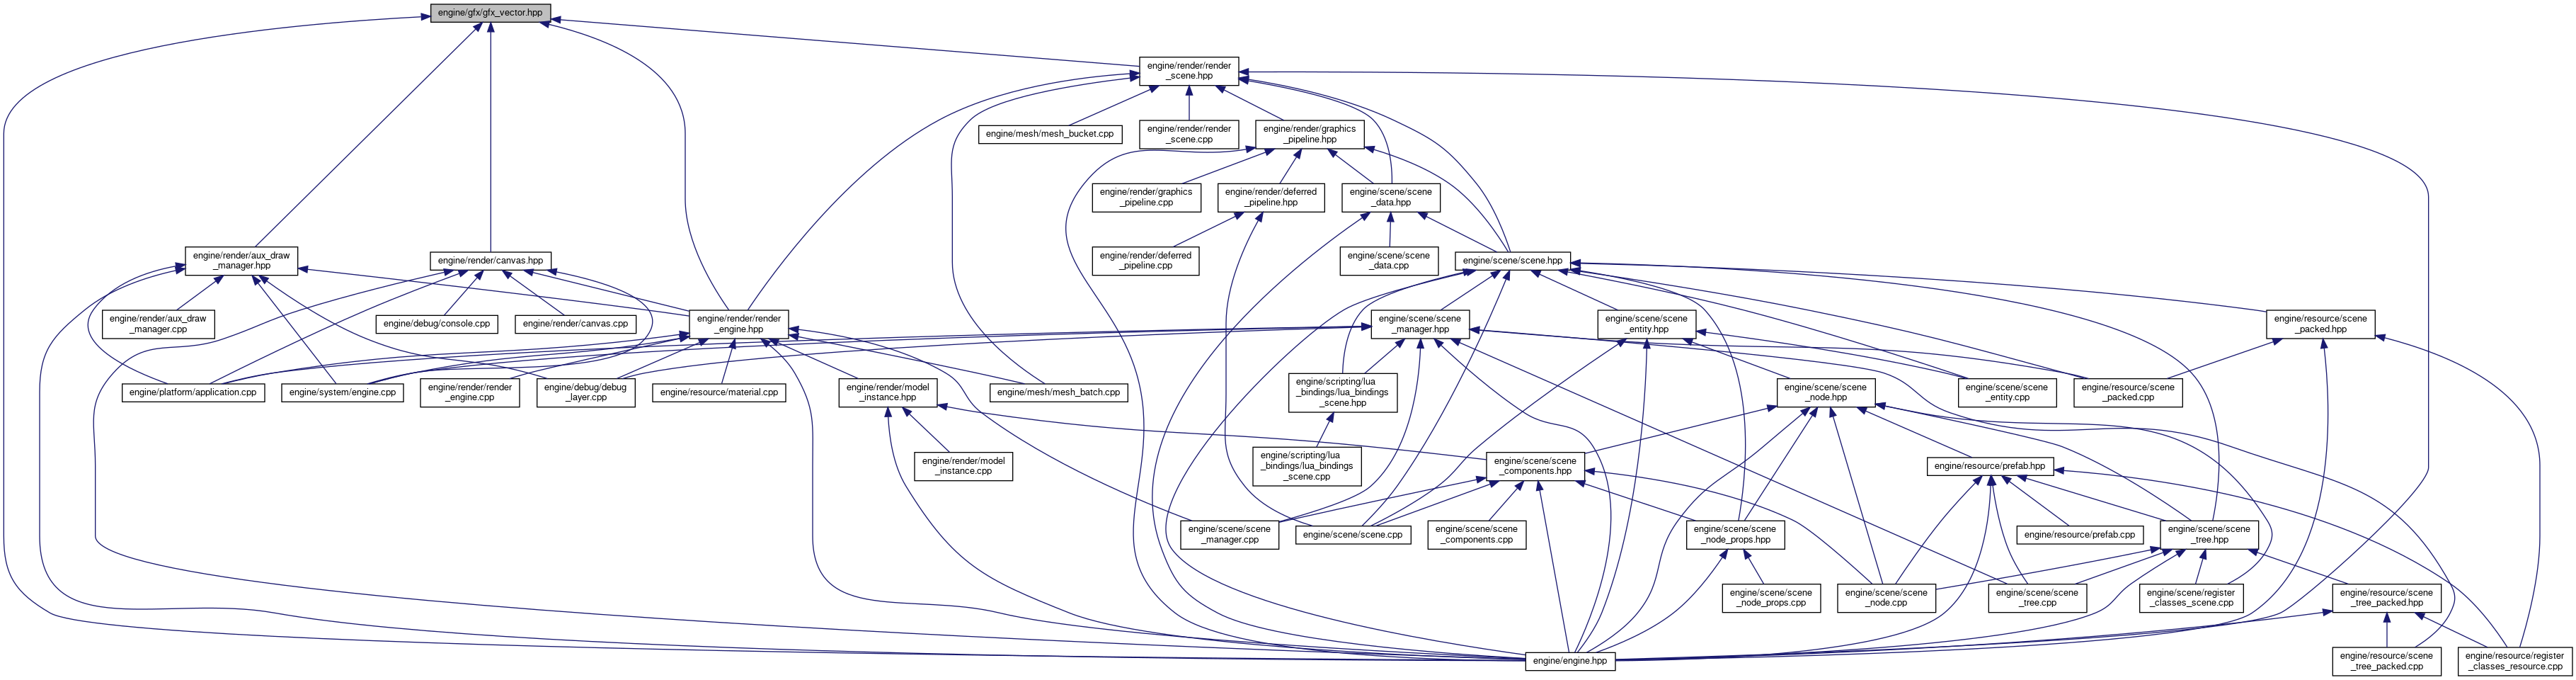 engine/gfx/gfx_vector.hpp
engine/render/render
_scene.hpp
engine/mesh/mesh_bucket.cpp
engine/render/render
_scene.cpp
engine/render/graphics
_pipeline.hpp
engine/render/graphics
_pipeline.cpp
engine/render/deferred
_pipeline.hpp
engine/scene/scene
_data.hpp
engine/render/aux_draw
_manager.hpp
engine/render/canvas.hpp
engine/render/deferred
_pipeline.cpp
engine/scene/scene
_data.cpp
engine/scene/scene.hpp
engine/render/aux_draw
_manager.cpp
engine/debug/console.cpp
engine/render/canvas.cpp
engine/render/render
_engine.hpp
engine/scene/scene
_manager.hpp
engine/scene/scene
_entity.hpp
engine/resource/scene
_packed.hpp
engine/platform/application.cpp
engine/system/engine.cpp
engine/render/render
_engine.cpp
engine/debug/debug
_layer.cpp
engine/resource/material.cpp
engine/render/model
_instance.hpp
engine/mesh/mesh_batch.cpp
engine/scripting/lua
_bindings/lua_bindings
_scene.hpp
engine/scene/scene
_node.hpp
engine/scene/scene
_entity.cpp
engine/resource/scene
_packed.cpp
engine/render/model
_instance.cpp
engine/scripting/lua
_bindings/lua_bindings
_scene.cpp
engine/scene/scene
_components.hpp
engine/resource/prefab.hpp
engine/scene/scene
_manager.cpp
engine/scene/scene.cpp
engine/scene/scene
_components.cpp
engine/scene/scene
_node_props.hpp
engine/resource/prefab.cpp
engine/scene/scene
_tree.hpp
engine/scene/scene
_node_props.cpp
engine/scene/scene
_node.cpp
engine/scene/scene
_tree.cpp
engine/scene/register
_classes_scene.cpp
engine/resource/scene
_tree_packed.hpp
engine/engine.hpp
engine/resource/scene
_tree_packed.cpp
engine/resource/register
_classes_resource.cpp